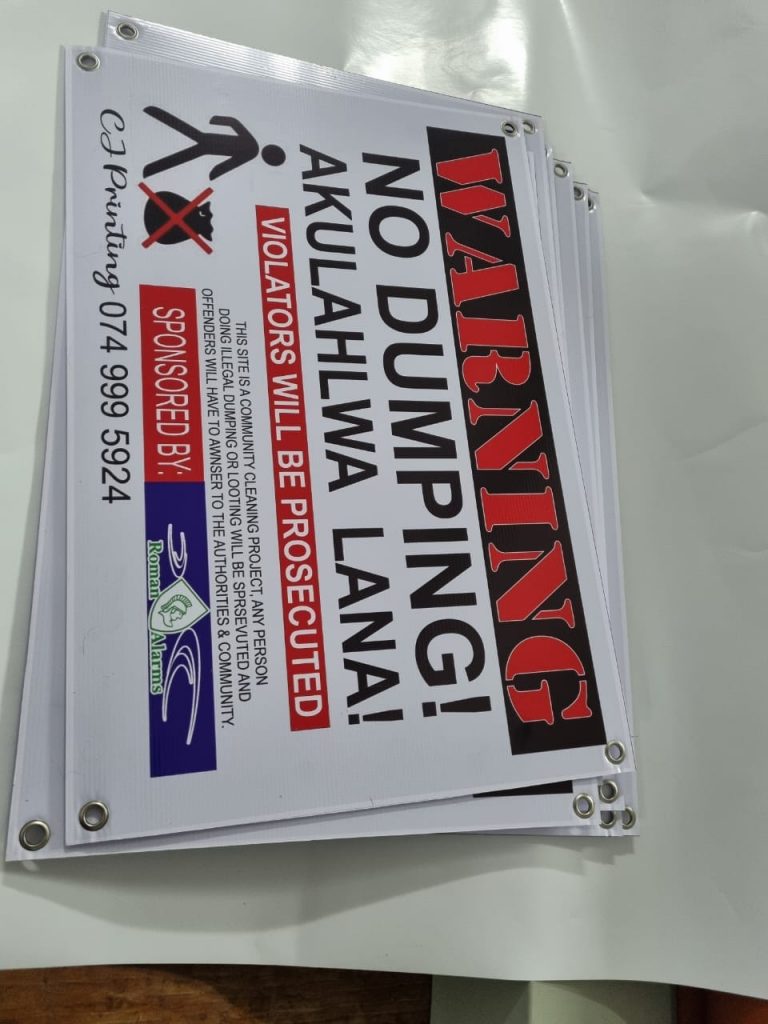 WARNING
NO DUMPING!
AKULAHLWA LANA!
VIOLATORS WILL BE PROSECUTED
THIS SITE IS A COMMUNITY CLEANING PROJECT, ANY PERSON
DOING ILLEGAL DUMPING OR LOOTING WILL BE SPRSEVUTED AND
OFFENDERS WILL HAVE TO AWNSER TO THE AUTHORITIES & COMMUNITY.
SPONSORED BY:
Roman Alarms
CJ Printing 074 999 5924